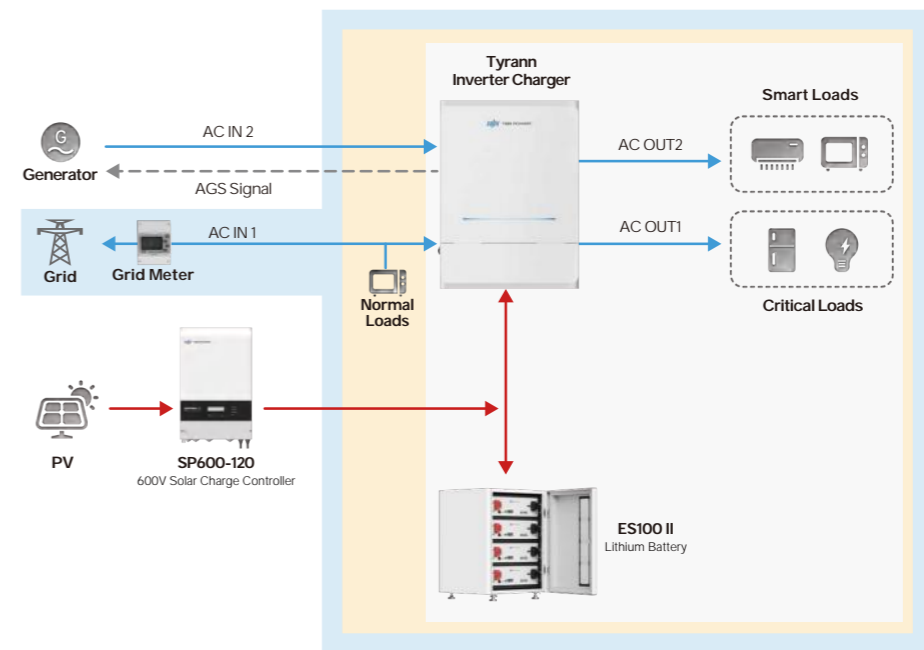 Tyrann
Inverter Charger
Smart Loads
G
AC IN 2
AC OUT2
Generator
AGS Signal
AC IN 1
AC OUT1
Grid
Grid Meter
Normal
Loads
Critical Loads
PV
SP600-120
600V Solar Charge Controller
ES100 II
Lithium Battery